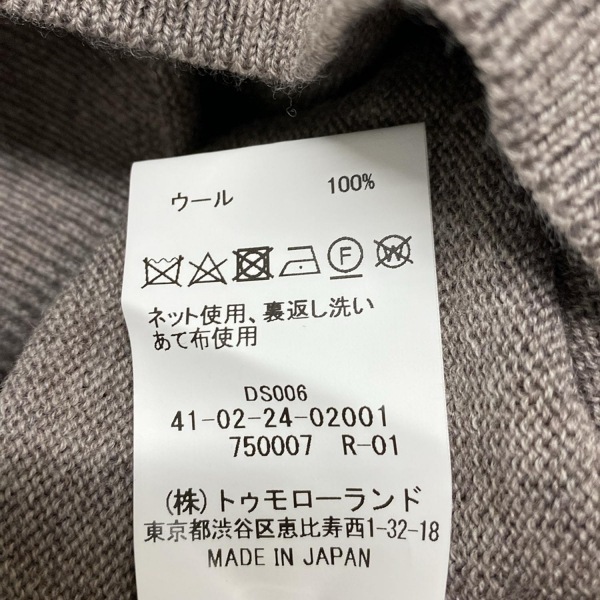 ウール 100%
F W
ネット使用、裏返し洗い
あて布使用
DS006
41-02-24-02001
750007 R-01
(株)トゥモローランド
東京都渋谷区恵比寿西1-32-18
MADE IN JAPAN